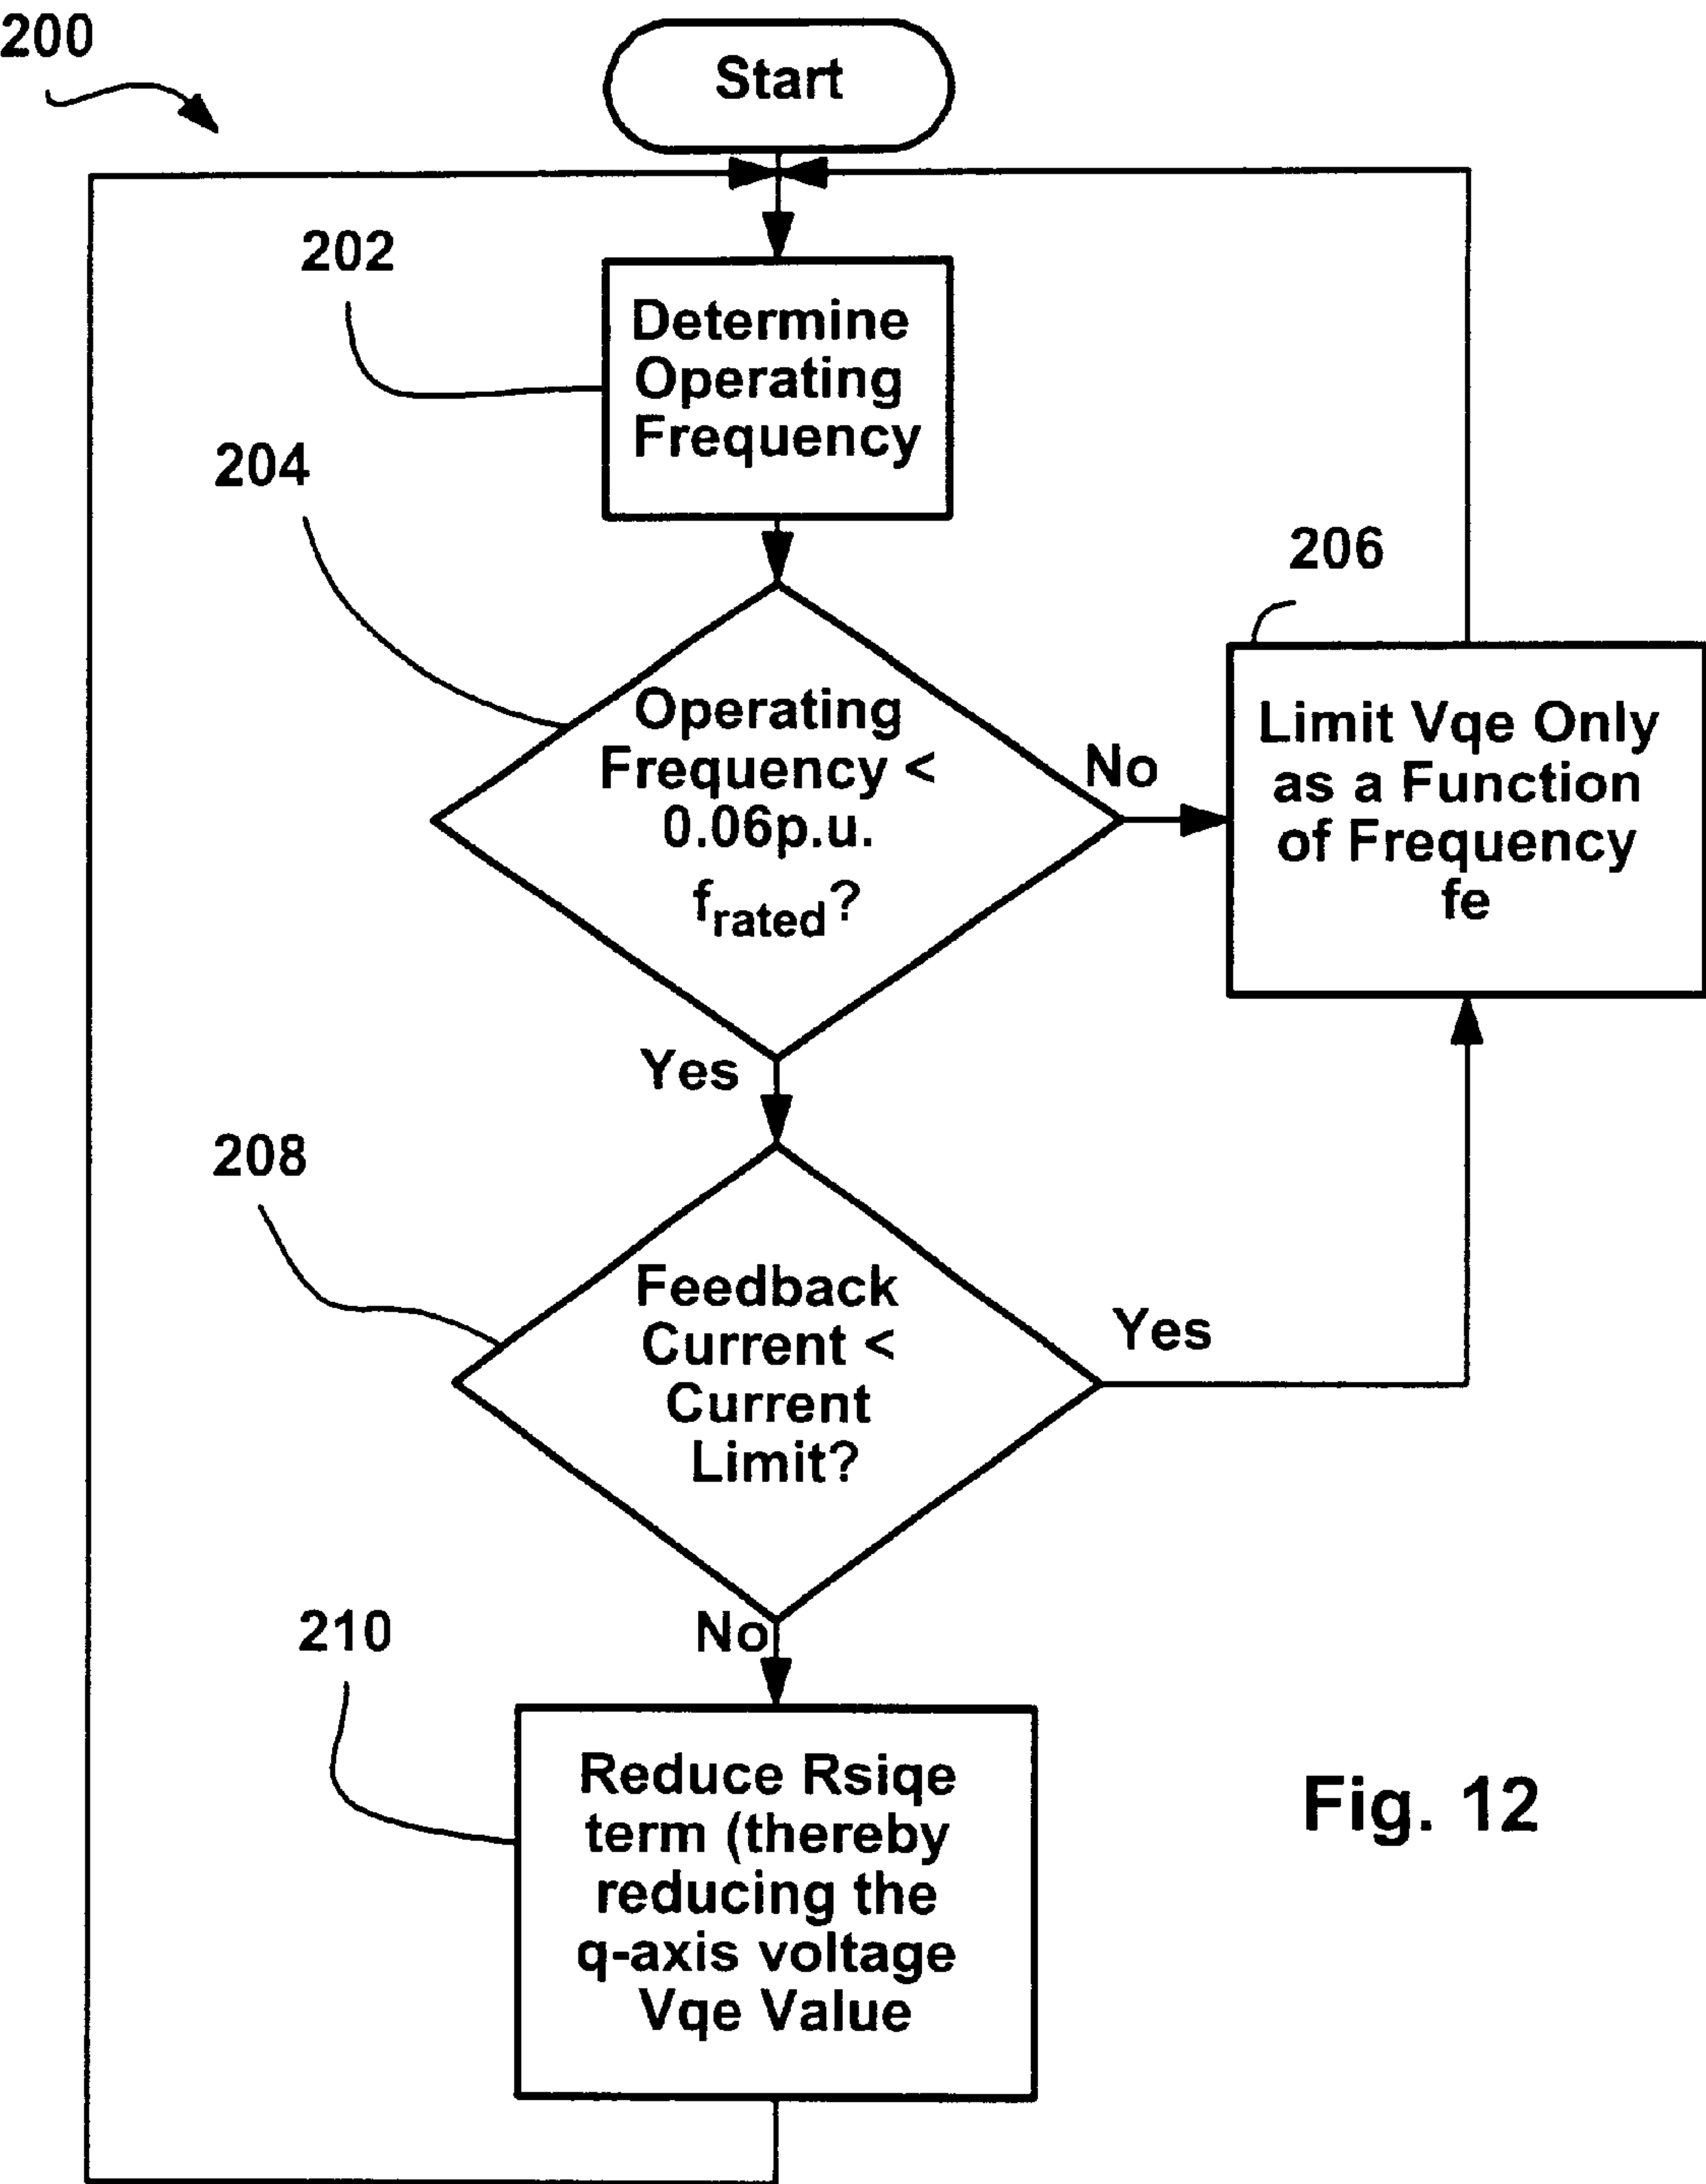 200
Start
202
Determine
Operating
Frequency
204
Operating
Frequency <
0.06p.u.
f_rated?
No
206
Limit Vqe Only
as a Function
of Frequency
fe
Yes
208
Feedback
Current <
Current
Limit?
Yes
No
210
Reduce Rsiqe
term (thereby
reducing the
q-axis voltage
Vqe Value
Fig. 12